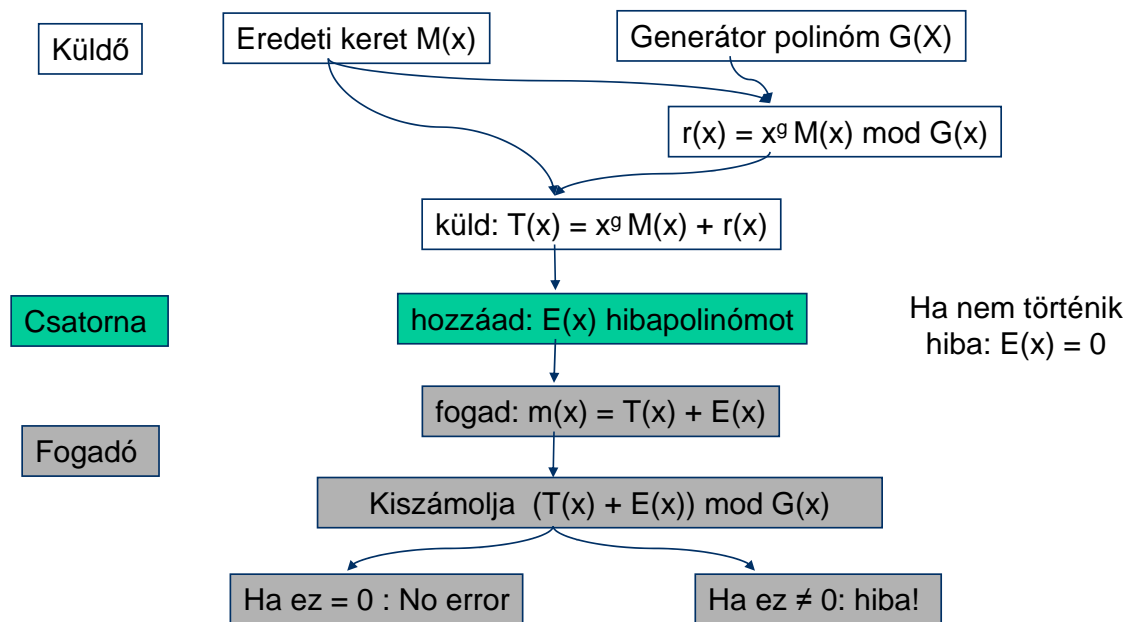 Küldő
Eredeti keret M(x)
Generátor polinóm G(X)
r(x) = xᵍ M(x) mod G(x)
küld: T(x) = xᵍ M(x) + r(x)
Csatorna
hozzáad: E(x) hibapolinómot
Ha nem történik
hiba: E(x) = 0
fogad: m(x) = T(x) + E(x)
Fogadó
Kiszámolja (T(x) + E(x)) mod G(x)
Ha ez = 0 : No error
Ha ez ≠ 0: hiba!